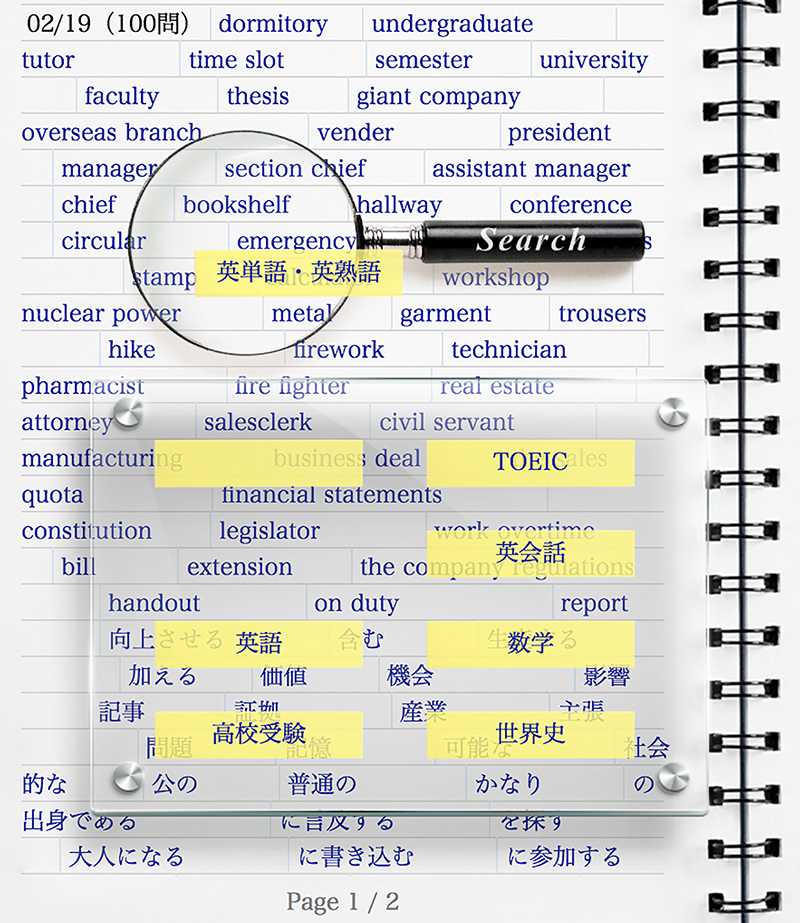 02/19（100問） dormitory undergraduate
tutor time slot semester university
faculty thesis giant company
overseas branch vender president
manager section chief assistant manager
chief bookshelf hallway conference
circular emergency Search s
stamp 英単語・英熟語 workshop
nuclear power metal garment trousers
hike firework technician
pharmacist fire fighter real estate
attorney salesclerk civil servant
manufacturing business deal TOEIC sales
quota financial statements
constitution legislator work overtime
英会話
bill extension the company regulations
handout on duty report
向上させる 英語 含む 数学
加える 価値 機会 影響
記事 証拠 産業 主張
問題 高校受験 記憶 可能な 世界史 社会
的な 公の 普通の かなり の
出身である に言及する を探す
大人になる に書き込む に参加する
Page 1 / 2